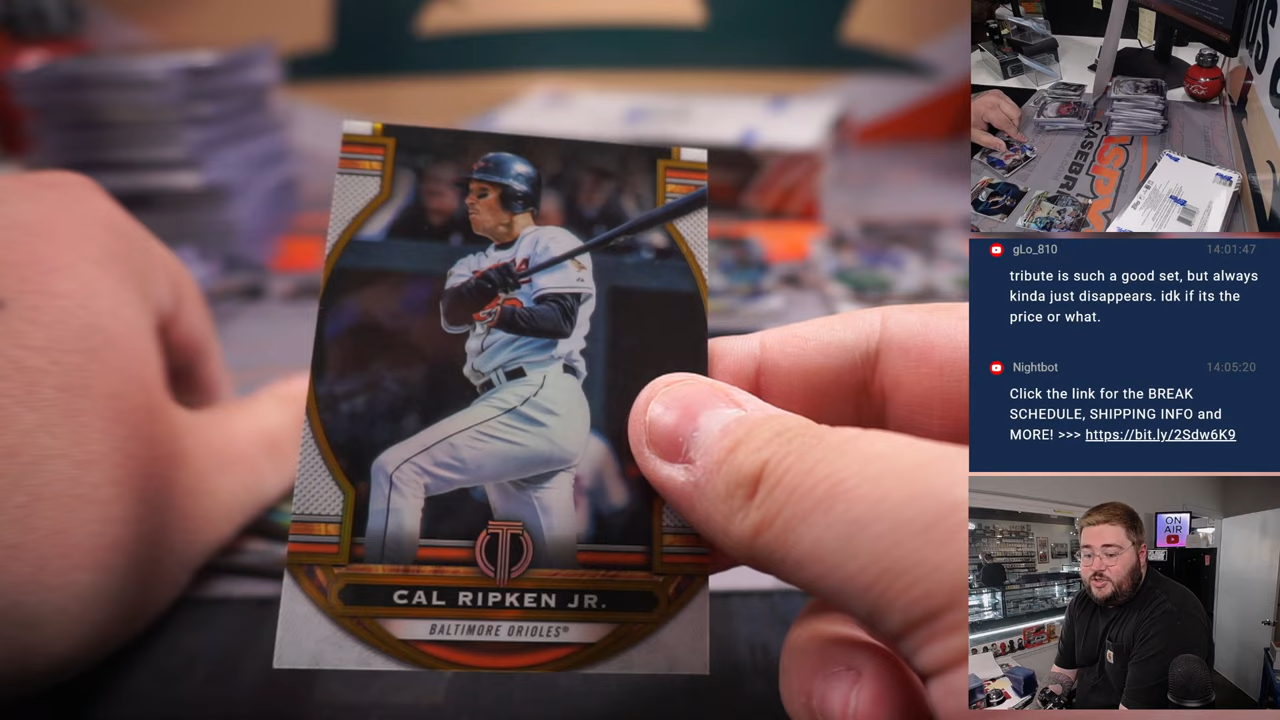 CAL RIPKEN JR.
BALTIMORE ORIOLES®
gLo_810 14:01:47
tribute is such a good set, but always
kinda just disappears. idk if its the
price or what.
Nightbot 14:05:20
Click the link for the BREAK
SCHEDULE, SHIPPING INFO and
MORE! >>> https://bit.ly/2Sdw6K9
ON
AIR